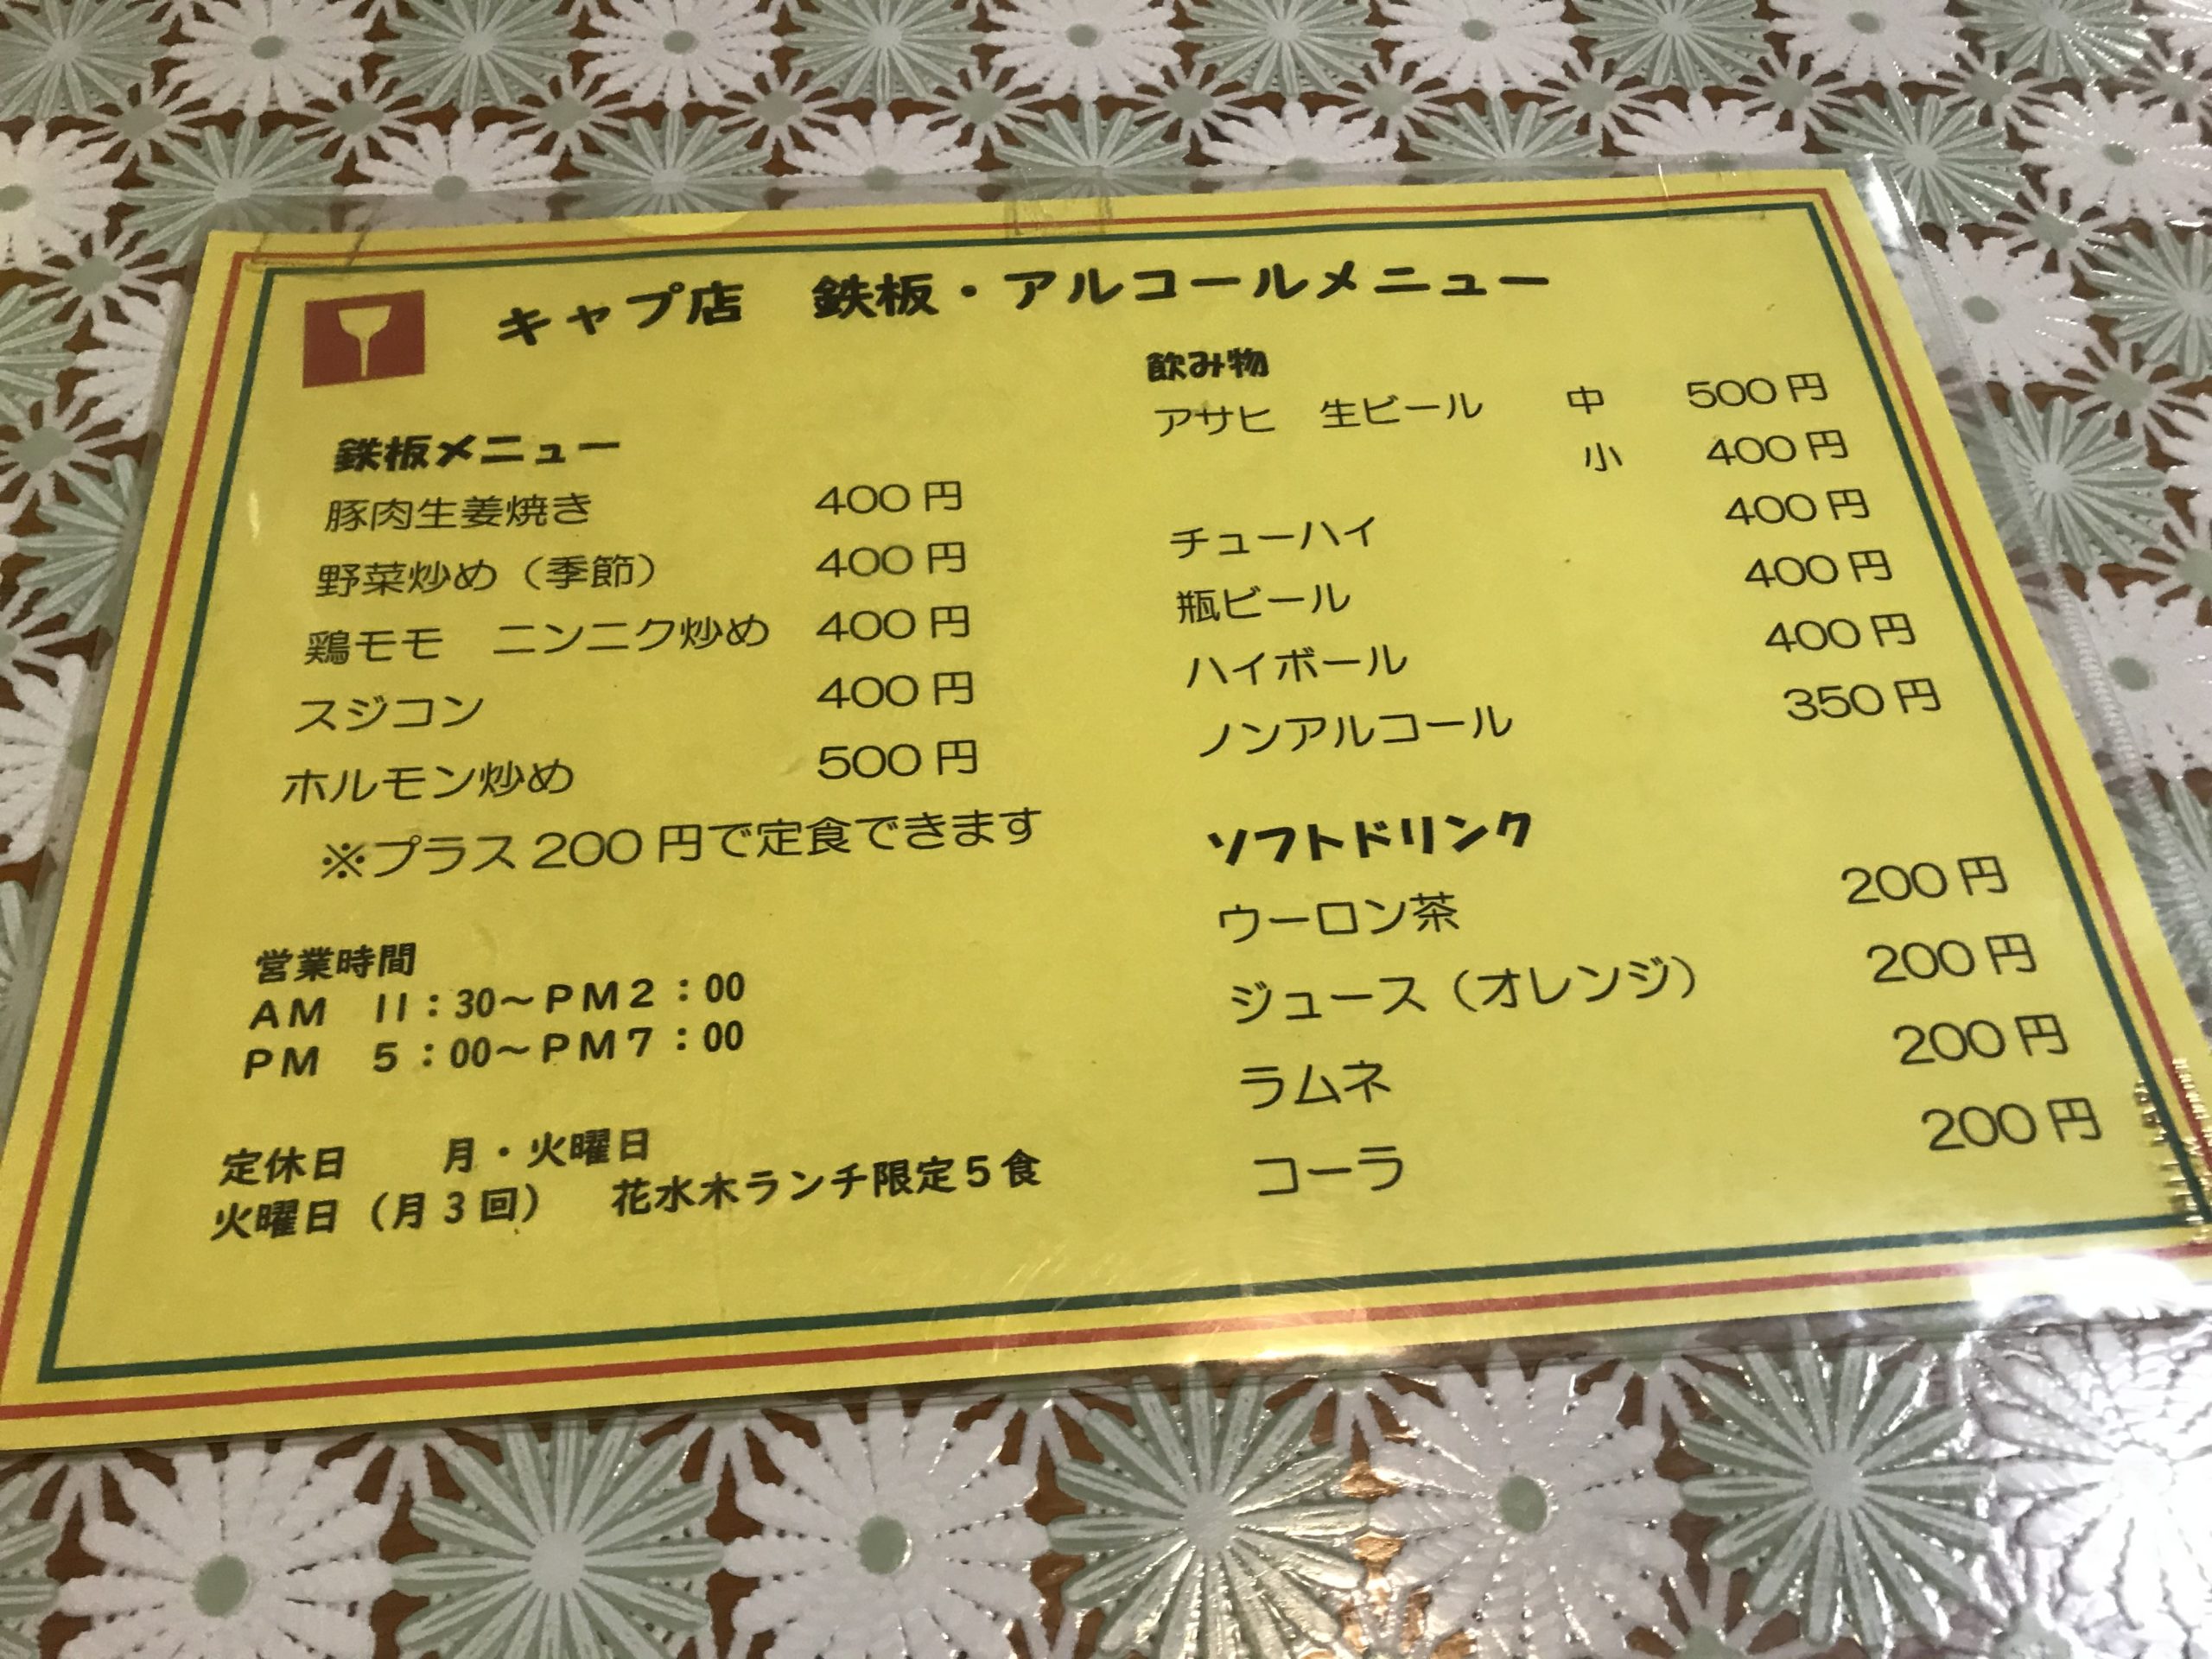 キャプ店　鉄板・アルコールメニュー
鉄板メニュー
豚肉生姜焼き　400円
野菜炒め（季節）　400円
鶏モモ　ニンニク炒め　400円
スジコン　400円
ホルモン炒め　500円
※プラス200円で定食できます
営業時間
ＡＭ　11：30～ＰＭ2：00
ＰＭ　5：00～ＰＭ7：00
定休日　月・火曜日
火曜日（月３回）　花水木ランチ限定５食
飲み物
アサヒ　生ビール　中　500円
小　400円
チューハイ　400円
瓶ビール　400円
ハイボール　400円
ノンアルコール　350円
ソフトドリンク
ウーロン茶　200円
ジュース（オレンジ）　200円
ラムネ　200円
コーラ　200円